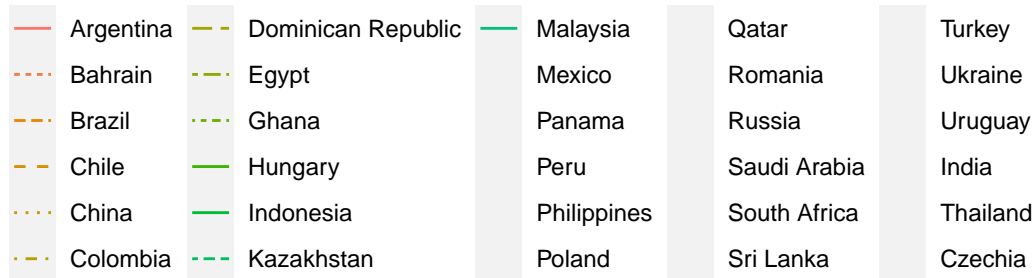 Argentina
Bahrain
Brazil
Chile
China
Colombia
Dominican Republic
Egypt
Ghana
Hungary
Indonesia
Kazakhstan
Malaysia
Mexico
Panama
Peru
Philippines
Poland
Qatar
Romania
Russia
Saudi Arabia
South Africa
Sri Lanka
Turkey
Ukraine
Uruguay
India
Thailand
Czechia